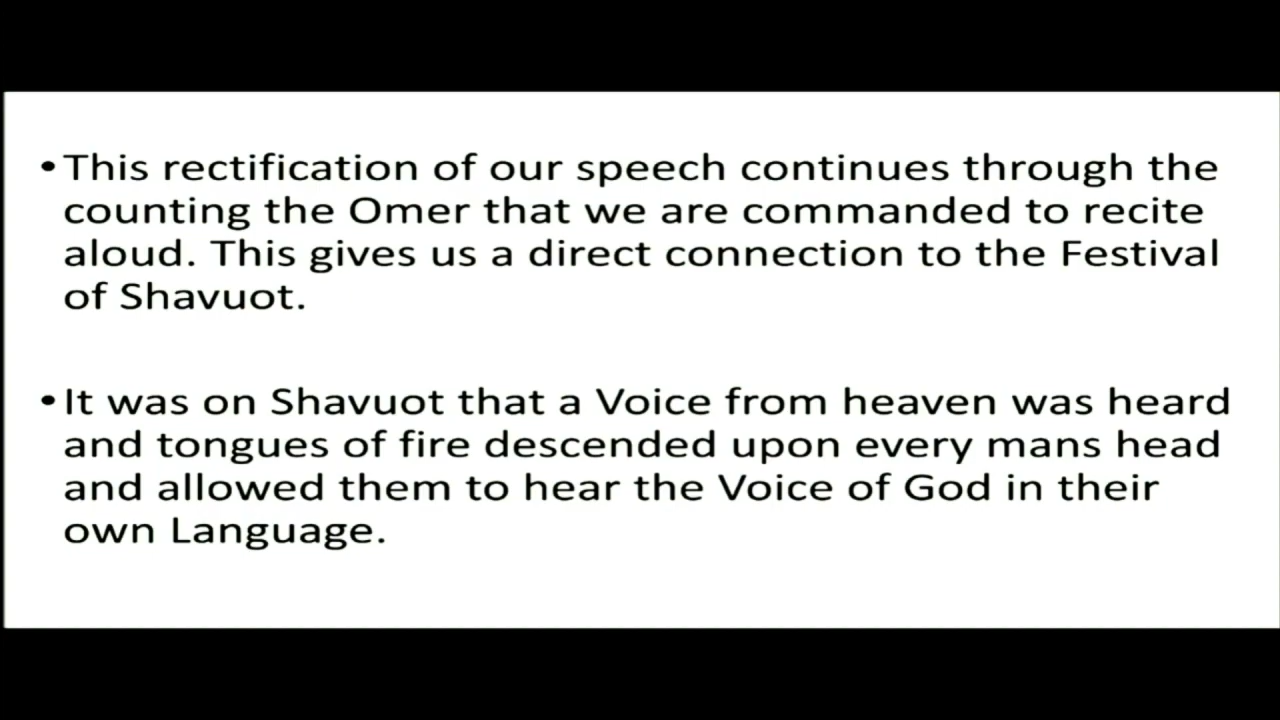 •This rectification of our speech continues through the
counting the Omer that we are commanded to recite
aloud. This gives us a direct connection to the Festival
of Shavuot.
•It was on Shavuot that a Voice from heaven was heard
and tongues of fire descended upon every mans head
and allowed them to hear the Voice of God in their
own Language.